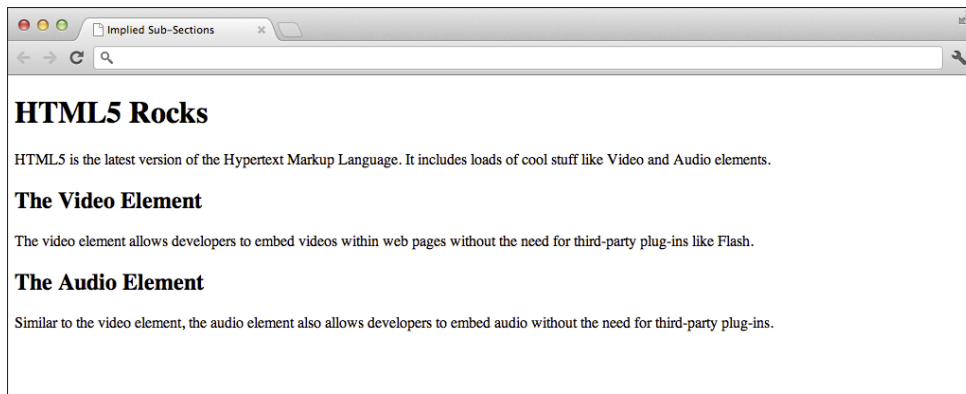 Implied Sub-Sections
HTML5 Rocks
HTML5 is the latest version of the Hypertext Markup Language. It includes loads of cool stuff like Video and Audio elements.
The Video Element
The video element allows developers to embed videos within web pages without the need for third-party plug-ins like Flash.
The Audio Element
Similar to the video element, the audio element also allows developers to embed audio without the need for third-party plug-ins.